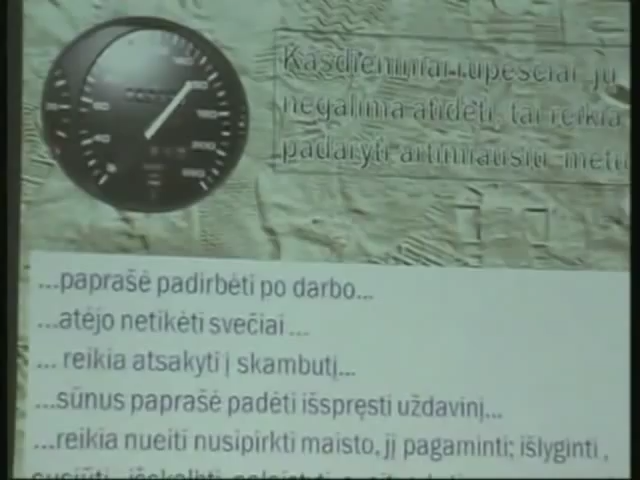 Kasdieniniai rūpesčiai jų
negalima atidėti, tai reikia
padaryti artimiausiu metu
...paprašė padirbėti po darbo...
...atėjo netikėti svečiai ...
... reikia atsakyti į skambutį...
...sūnus paprašė padėti išspręsti uždavinį...
...reikia nueiti nusipirkti maisto, jį pagaminti; išlyginti,